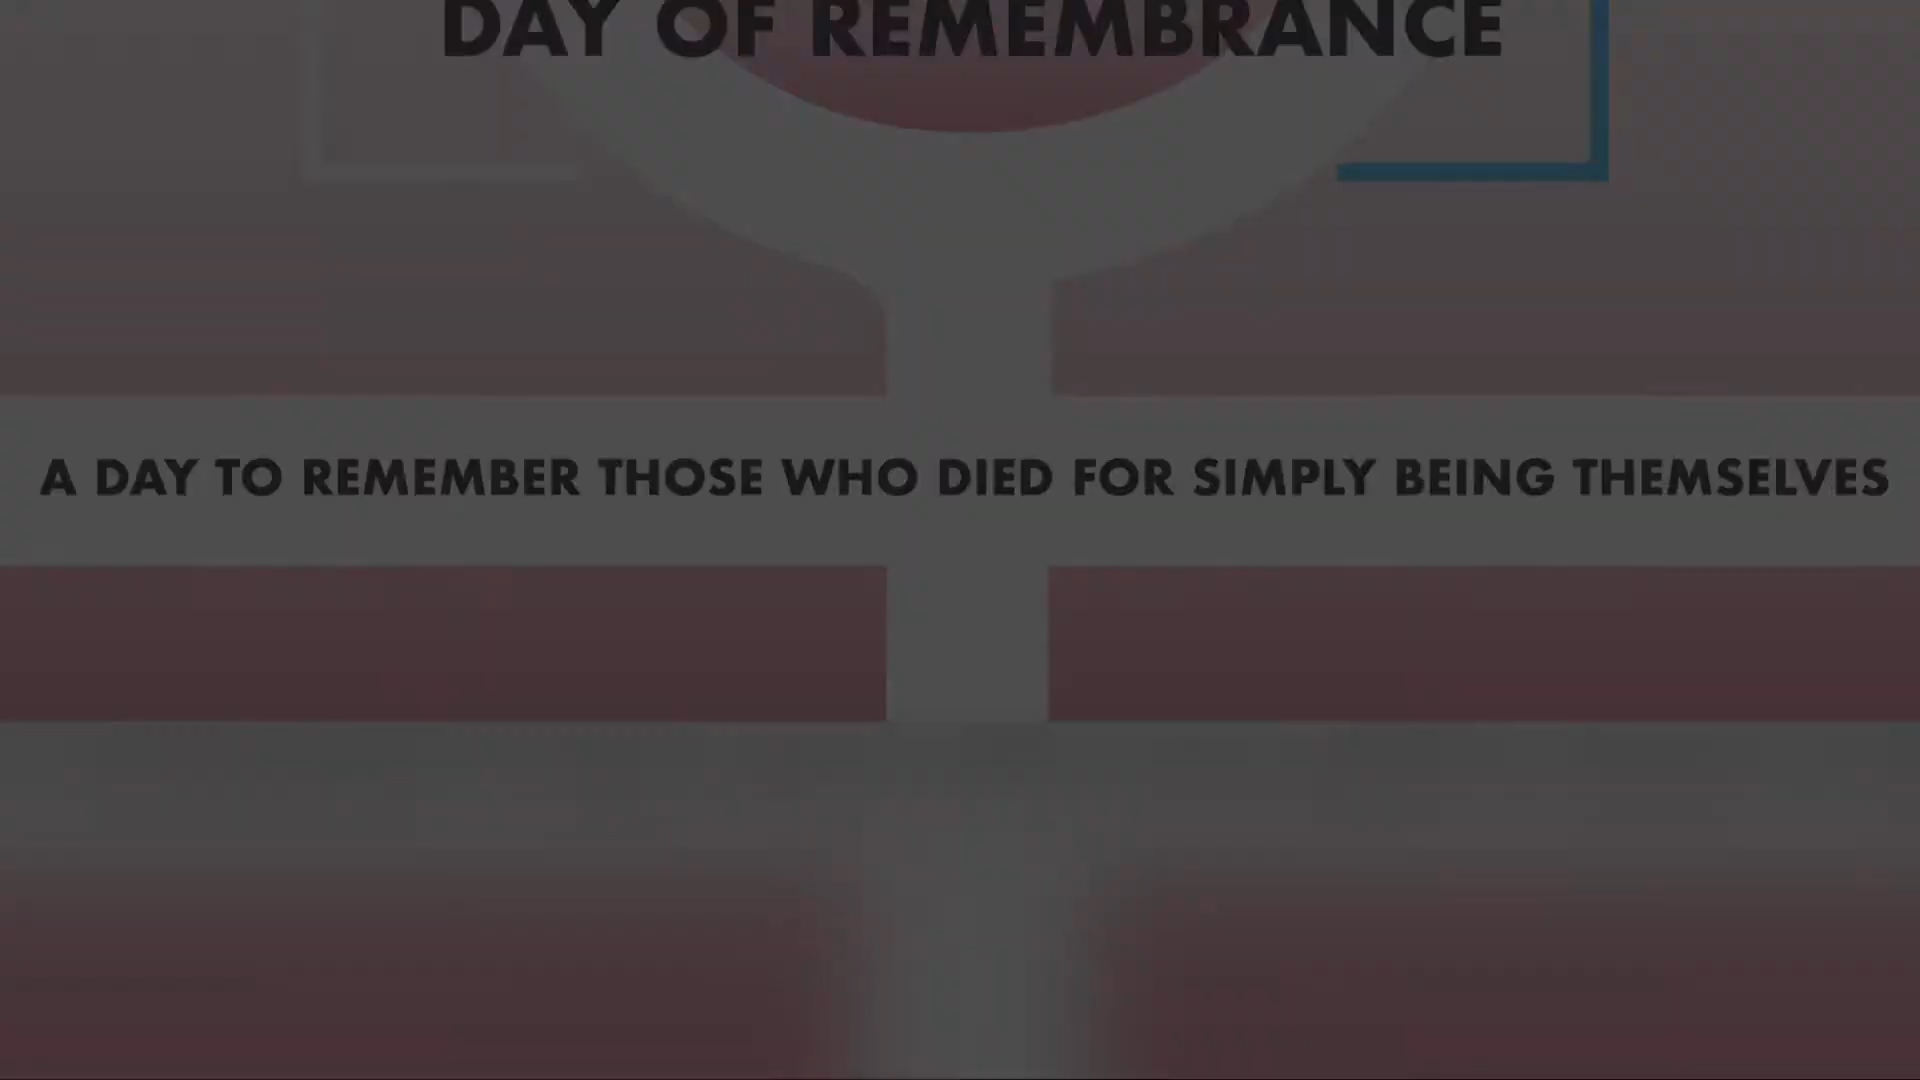 DAY OF REMEMBRANCE
A DAY TO REMEMBER THOSE WHO DIED FOR SIMPLY BEING THEMSELVES